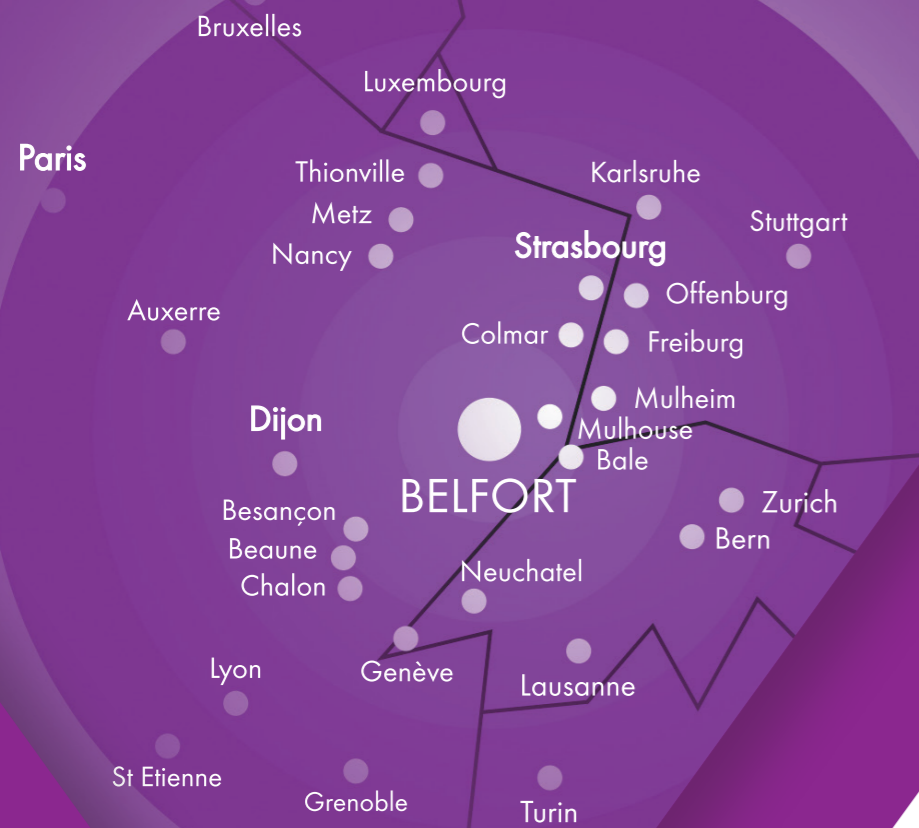 Bruxelles
Luxembourg
Paris
Thionville
Karlsruhe
Metz
Stuttgart
Strasbourg
Nancy
Offenburg
Auxerre
Colmar
Freiburg
Mulheim
Dijon
Mulhouse
Bale
BELFORT
Zurich
Besançon
Bern
Beaune
Neuchatel
Chalon
Lyon
Genève
Lausanne
St Etienne
Grenoble
Turin